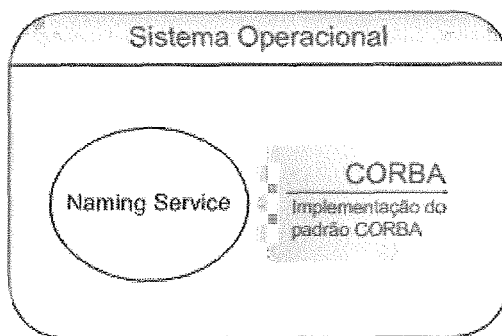 Sistema Operacional
Naming Service
CORBA
Implementação do
padrão CORBA